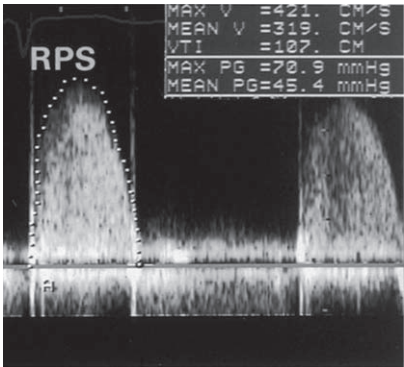 MAX V =421. CM/S
MEAN V =319. CM/S
VTI =107. CM
MAX PG=70.9 mmHg
MEAN PG=45.4 mmHg
RPS